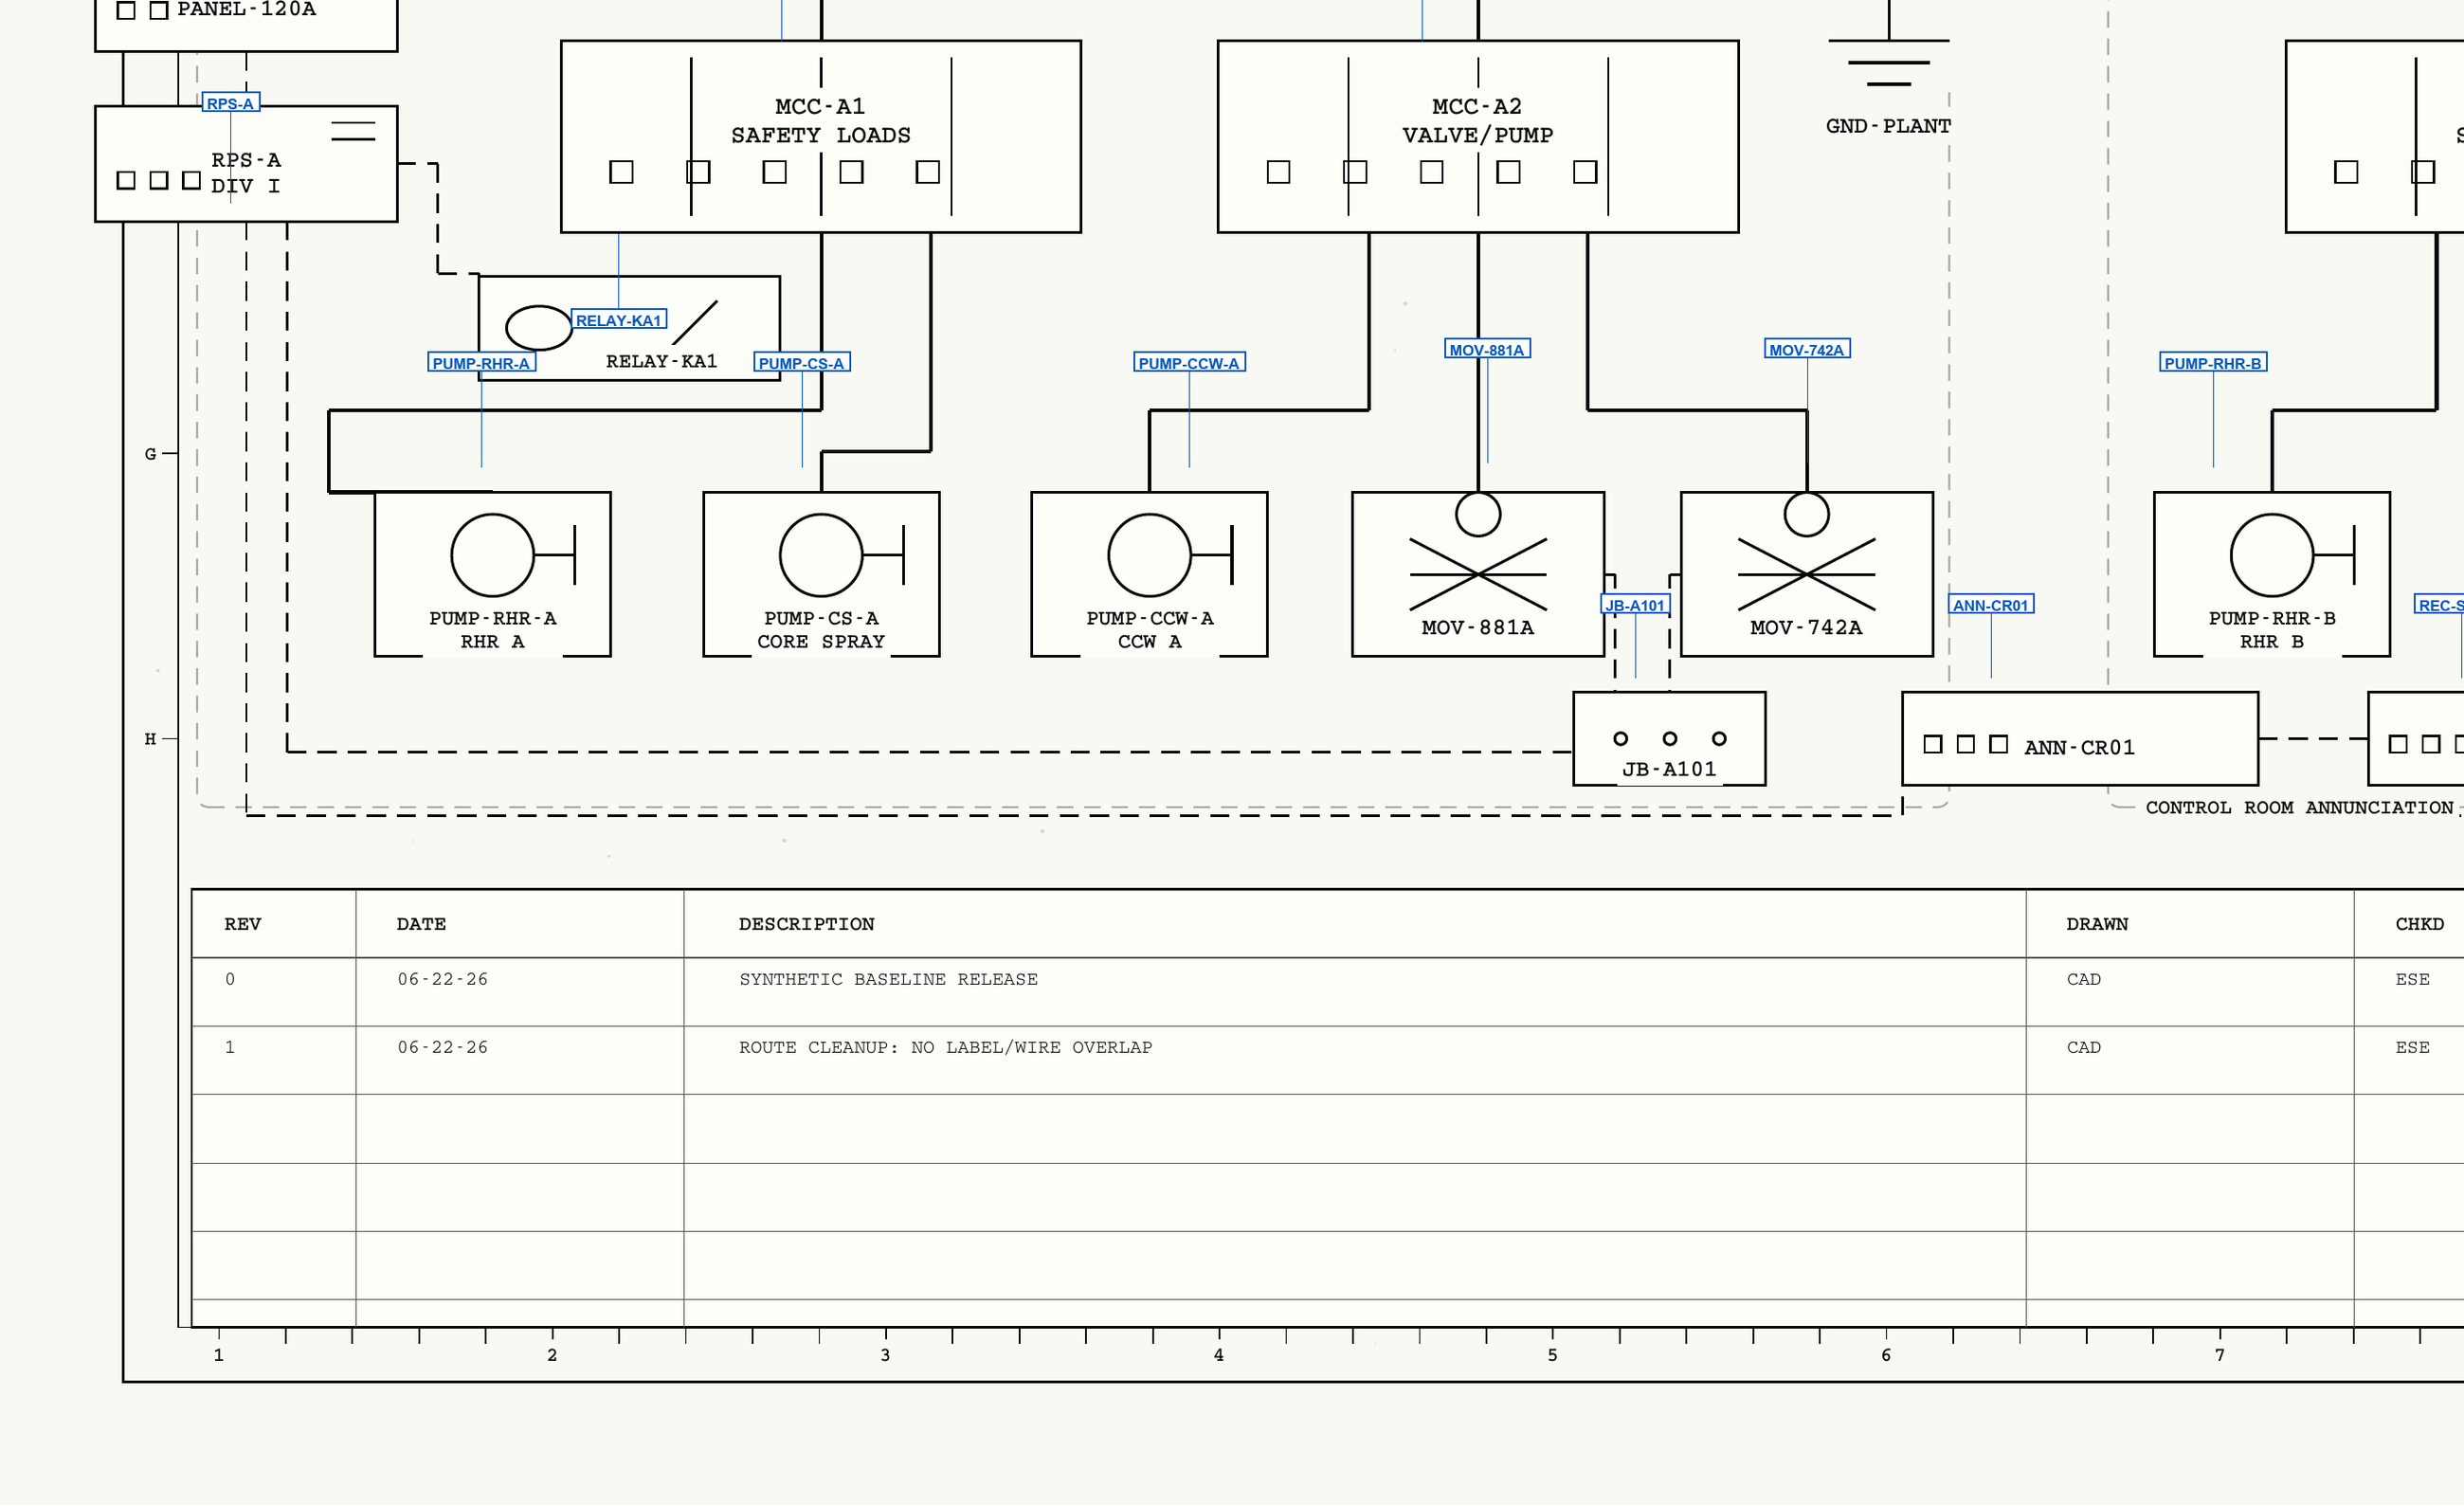 PANEL-120A
RPS-A
RPS-A
DIV I
MCC-A1
SAFETY LOADS
MCC-A2
VALVE/PUMP
GND-PLANT
RELAY-KA1
RELAY-KA1
PUMP-RHR-A
PUMP-CS-A
PUMP-CCW-A
MOV-881A
MOV-742A
PUMP-RHR-B
G
PUMP-RHR-A
RHR A
PUMP-CS-A
CORE SPRAY
PUMP-CCW-A
CCW A
MOV-881A
MOV-742A
PUMP-RHR-B
RHR B
JB-A101
ANN-CR01
REC-S
H
JB-A101
ANN-CR01
CONTROL ROOM ANNUNCIATION
REV DATE DESCRIPTION DRAWN CHKD
0 06-22-26 SYNTHETIC BASELINE RELEASE CAD ESE
1 06-22-26 ROUTE CLEANUP: NO LABEL/WIRE OVERLAP CAD ESE
1 2 3 4 5 6 7